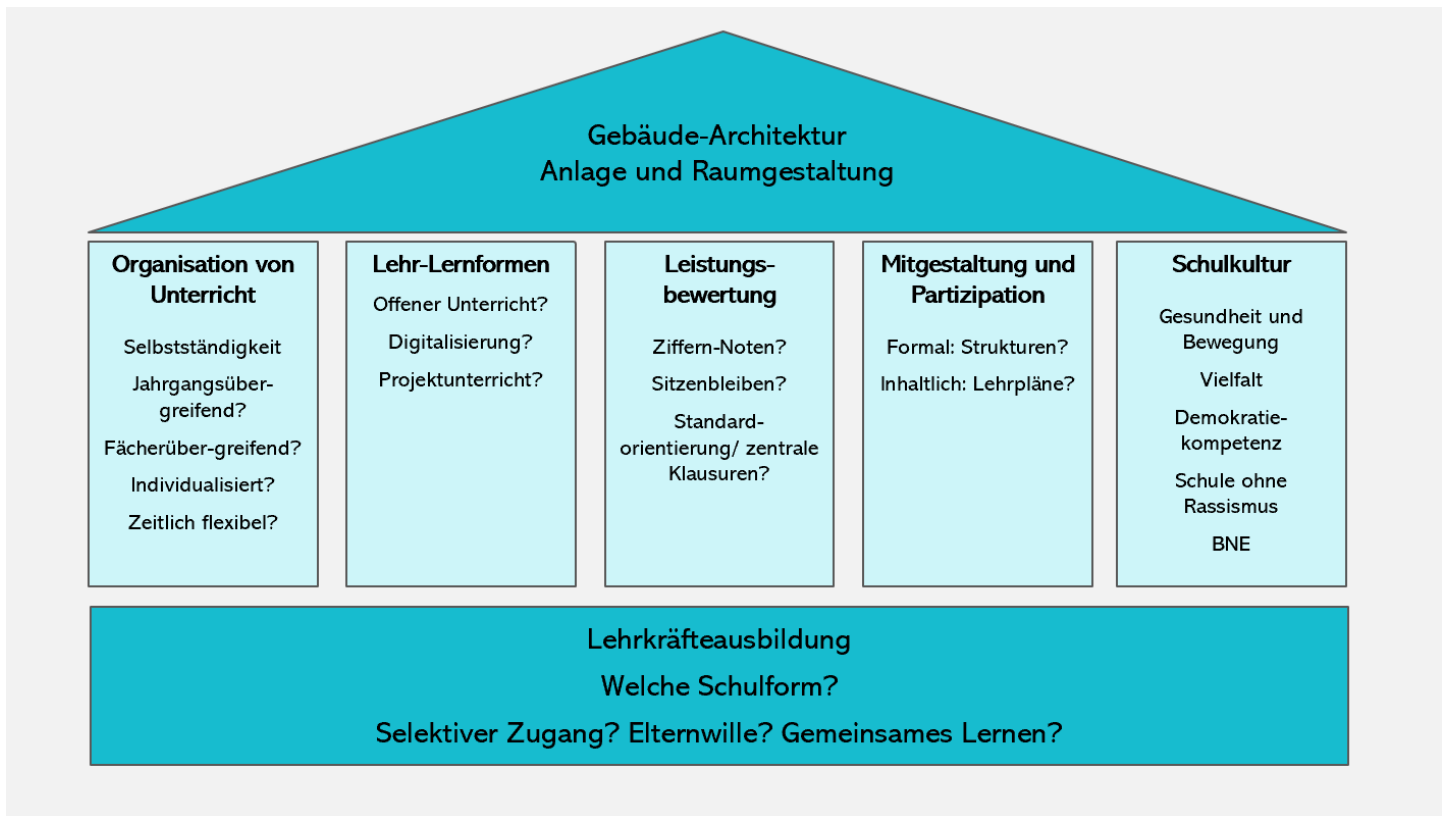 Gebäude-Architektur
Anlage und Raumgestaltung
Organisation von
Unterricht
Selbstständigkeit
Jahrgangsüber-
greifend?
Fächerüber-greifend?
Individualisiert?
Zeitlich flexibel?
Lehr-Lernformen
Offener Unterricht?
Digitalisierung?
Projektunterricht?
Leistungs-
bewertung
Ziffern-Noten?
Sitzenbleiben?
Standard-
orientierung/ zentrale
Klausuren?
Mitgestaltung und
Partizipation
Formal: Strukturen?
Inhaltlich: Lehrpläne?
Schulkultur
Gesundheit und
Bewegung
Vielfalt
Demokratie-
kompetenz
Schule ohne
Rassismus
BNE
Lehrkräfteausbildung
Welche Schulform?
Selektiver Zugang? Elternwille? Gemeinsames Lernen?